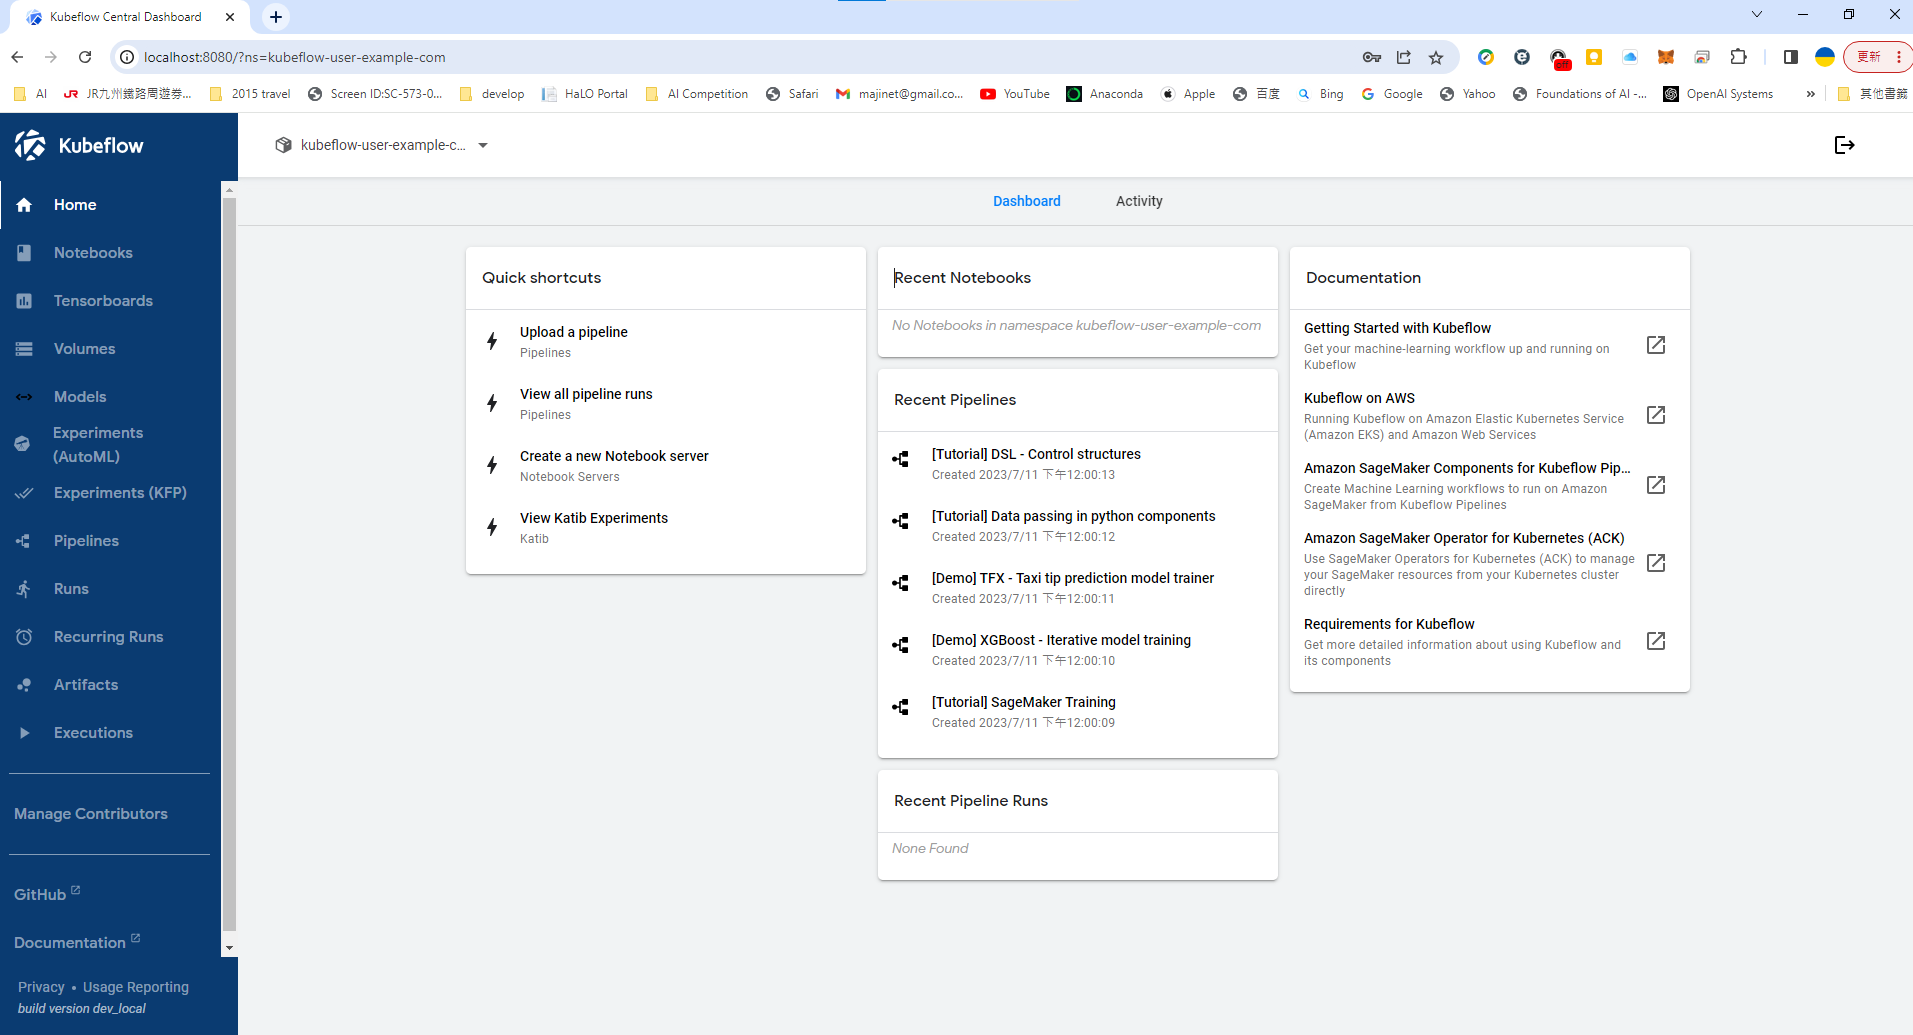 Kubeflow Central Dashboard
localhost:8080/?ns=kubeflow-user-example-com
更新
AI
JR九州鐵路周遊券...
2015 travel
Screen ID:SC-573-0...
develop
HaLO Portal
AI Competition
Safari
majinet@gmail.co...
YouTube
Anaconda
Apple
百度
Bing
Google
Yahoo
Foundations of AI -...
OpenAI Systems
»
其他書籤
Kubeflow
kubeflow-user-example-c...
Home
Notebooks
Tensorboards
Volumes
Models
Experiments
(AutoML)
Experiments (KFP)
Pipelines
Runs
Recurring Runs
Artifacts
Executions
Manage Contributors
GitHub
Documentation
Privacy • Usage Reporting
build version dev_local
Dashboard
Activity
Quick shortcuts
Upload a pipeline
Pipelines
View all pipeline runs
Pipelines
Create a new Notebook server
Notebook Servers
View Katib Experiments
Katib
Recent Notebooks
No Notebooks in namespace kubeflow-user-example-com
Recent Pipelines
[Tutorial] DSL - Control structures
Created 2023/7/11 下午12:00:13
[Tutorial] Data passing in python components
Created 2023/7/11 下午12:00:12
[Demo] TFX - Taxi tip prediction model trainer
Created 2023/7/11 下午12:00:11
[Demo] XGBoost - Iterative model training
Created 2023/7/11 下午12:00:10
[Tutorial] SageMaker Training
Created 2023/7/11 下午12:00:09
Recent Pipeline Runs
None Found
Documentation
Getting Started with Kubeflow
Get your machine-learning workflow up and running on
Kubeflow
Kubeflow on AWS
Running Kubeflow on Amazon Elastic Kubernetes Service
(Amazon EKS) and Amazon Web Services
Amazon SageMaker Components for Kubeflow Pip...
Create Machine Learning workflows to run on Amazon
SageMaker from Kubeflow Pipelines
Amazon SageMaker Operator for Kubernetes (ACK)
Use SageMaker Operators for Kubernetes (ACK) to manage
your SageMaker resources from your Kubernetes cluster
directly
Requirements for Kubeflow
Get more detailed information about using Kubeflow and
its components